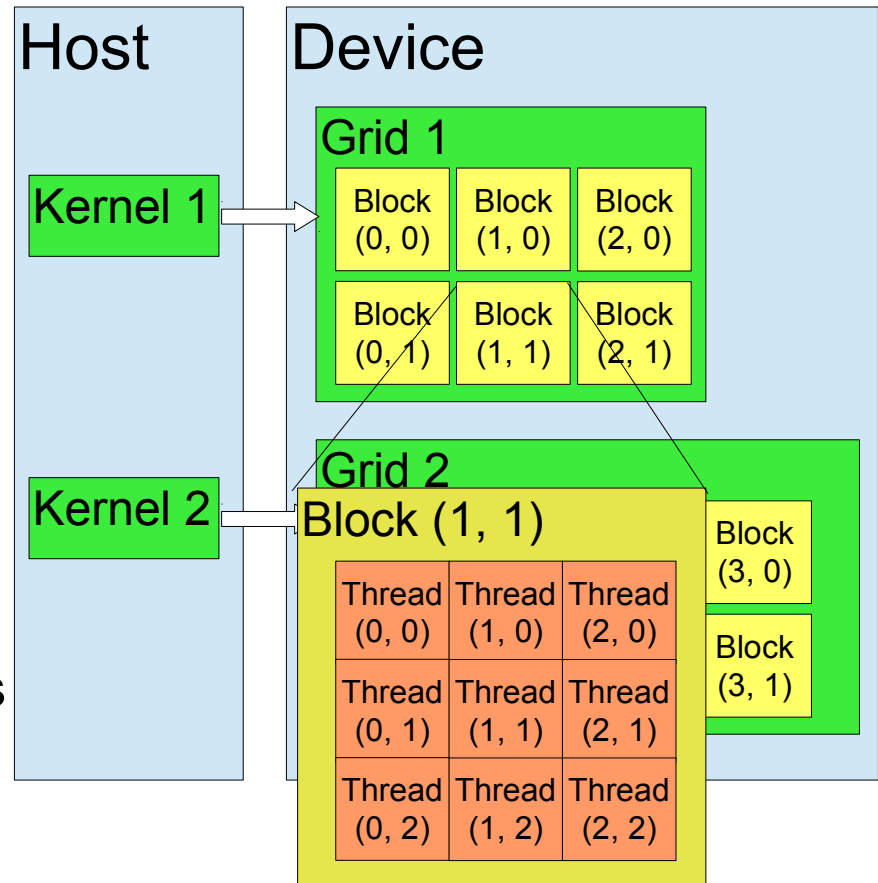 Host
Device
Grid 1
Kernel 1
Block Block Block
(0, 0) (1, 0) (2, 0)
Block Block Block
(0, 1) (1, 1) (2, 1)
Grid 2
Kernel 2
Block (1, 1)
Block
(3, 0)
Thread Thread Thread
(0, 0) (1, 0) (2, 0)
Block
(3, 1)
Thread Thread Thread
(0, 1) (1, 1) (2, 1)
Thread Thread Thread
(0, 2) (1, 2) (2, 2)
s